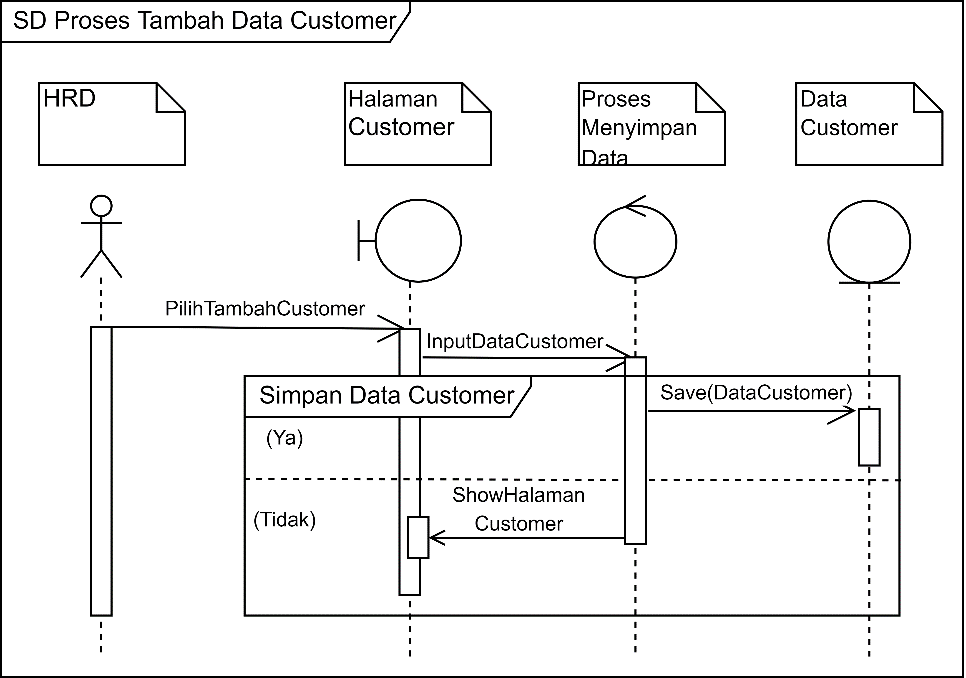 SD Proses Tambah Data Customer
HRD
Halaman
Customer
Proses
Menyimpan
Data
Data
Customer
PilihTambahCustomer
InputDataCustomer
Simpan Data Customer
Save(DataCustomer)
(Ya)
ShowHalaman
Customer
(Tidak)